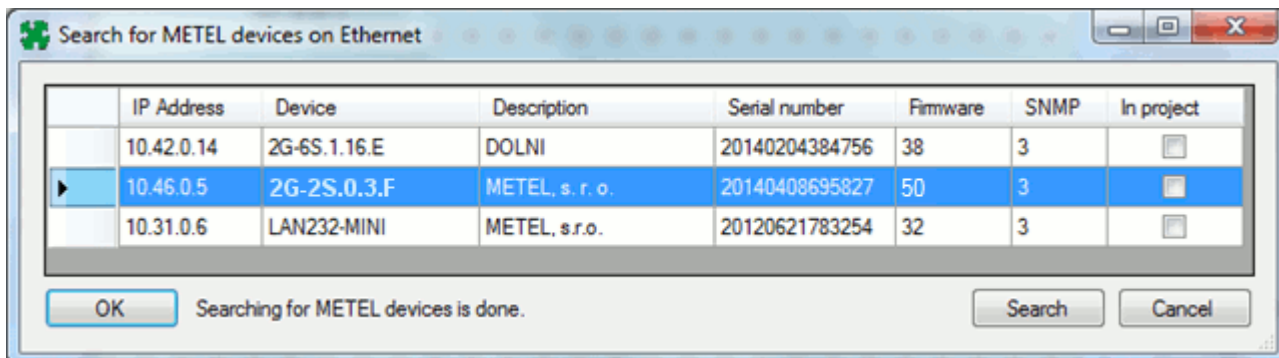 Search for METEL devices on Ethernet
IP Address Device Description Serial number Firmware SNMP In project
10.42.0.14 2G-6S.1.16.E DOLNI 20140204384756 38 3
10.46.0.5 2G-2S.0.3.F METEL, s. r. o. 20140408695827 50 3
10.31.0.6 LAN232-MINI METEL, s.r.o. 20120621783254 32 3
OK Searching for METEL devices is done. Search Cancel